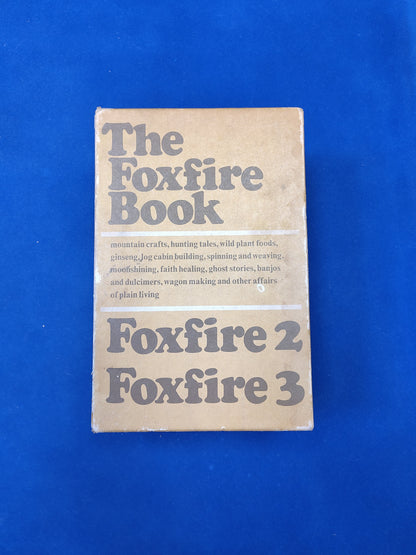 The
Foxfire
Book
mountain crafts, hunting tales, wild plant foods,
ginseng, log cabin building, spinning and weaving,
moonshining, faith healing, ghost stories, banjos
and dulcimers, wagon making and other affairs
of plain living
Foxfire 2
Foxfire 3